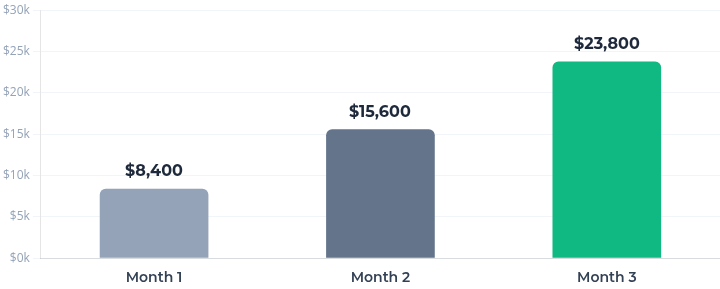 $30k
$25k
$23,800
$20k
$15k
$15,600
$10k
$8,400
$5k
$0k
Month 1
Month 2
Month 3